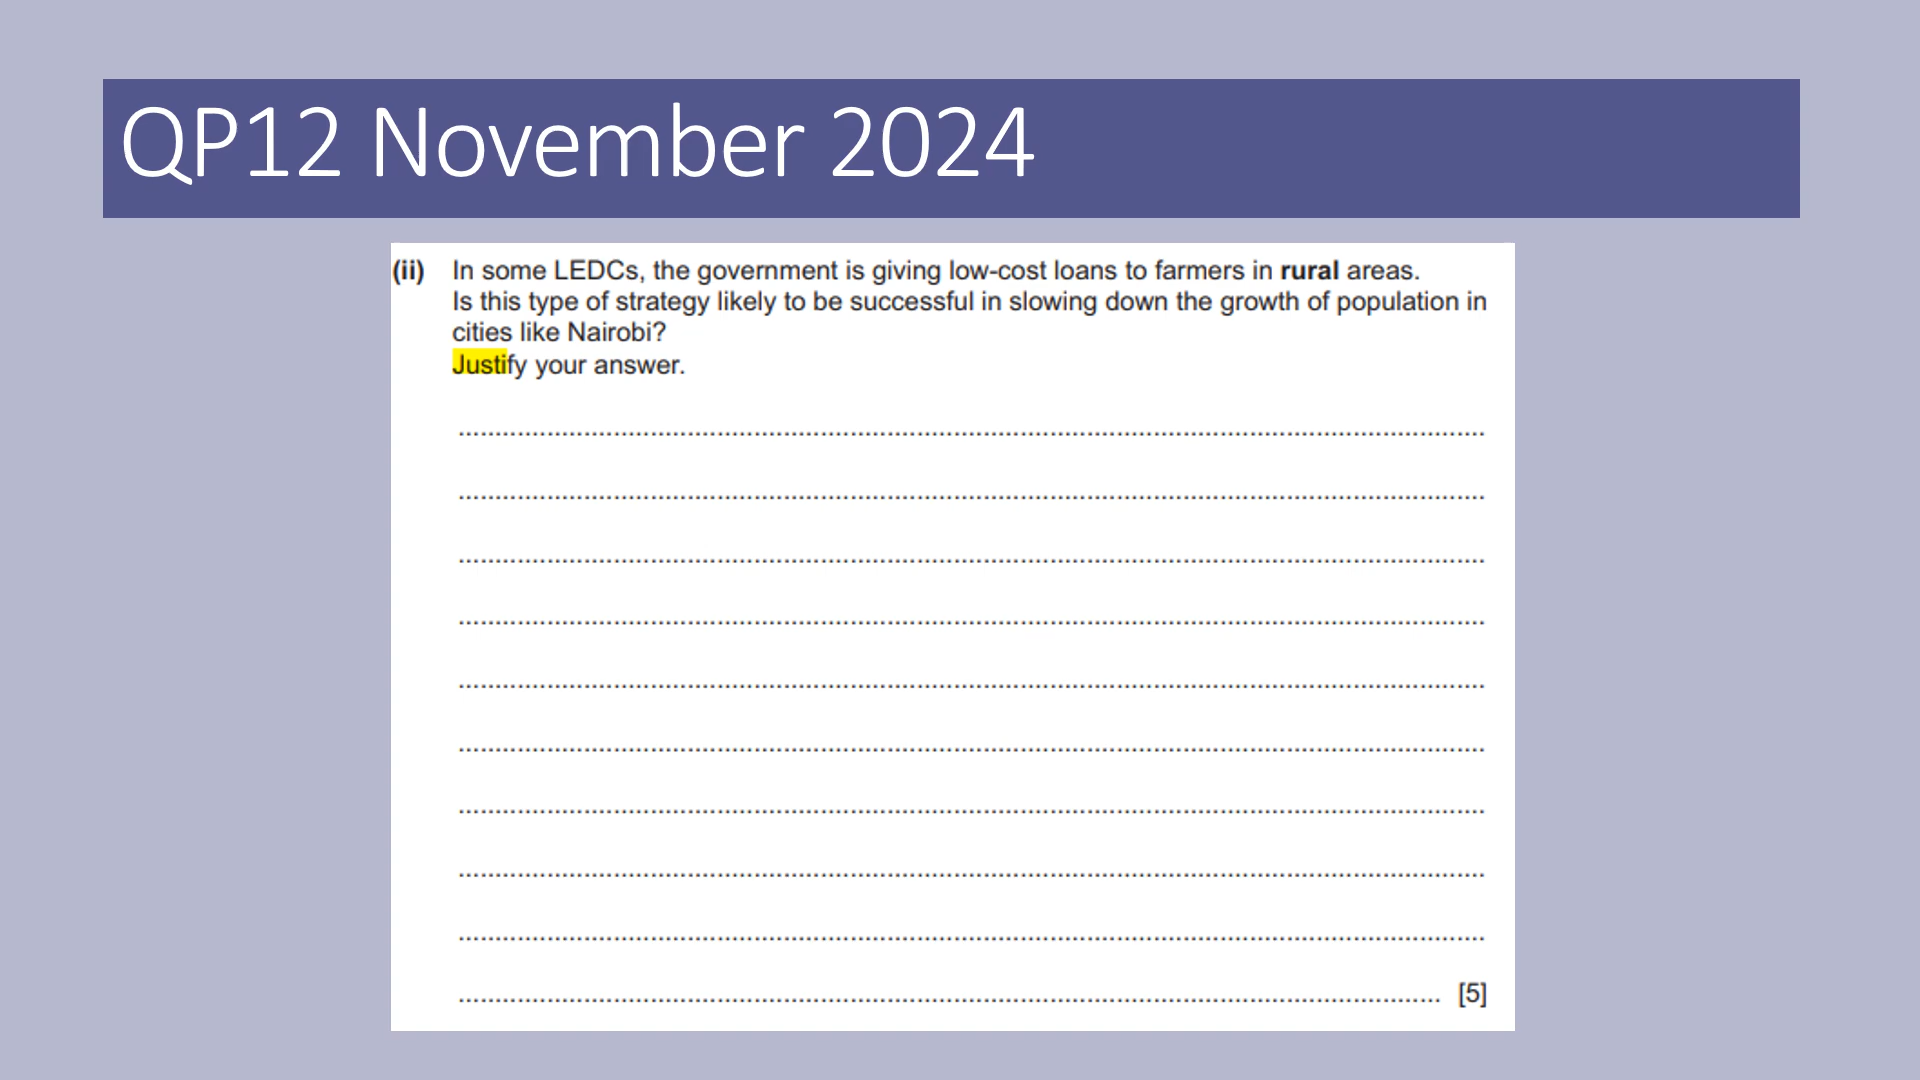 QP12 November 2024
(ii) In some LEDCs, the government is giving low-cost loans to farmers in rural areas.
Is this type of strategy likely to be successful in slowing down the growth of population in
cities like Nairobi?
Justify your answer.
[5]